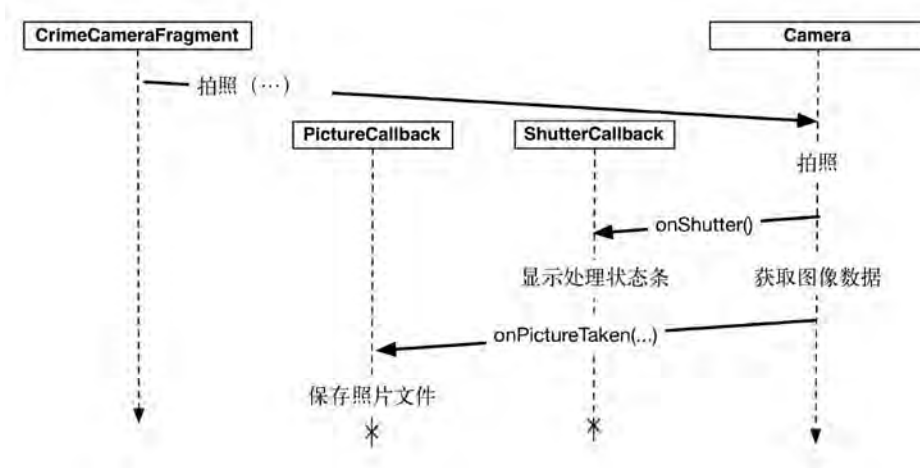 CrimeCameraFragment
Camera
拍照（…）
PictureCallback
ShutterCallback
拍照
onShutter()
显示处理状态条
获取图像数据
onPictureTaken(...)
保存照片文件